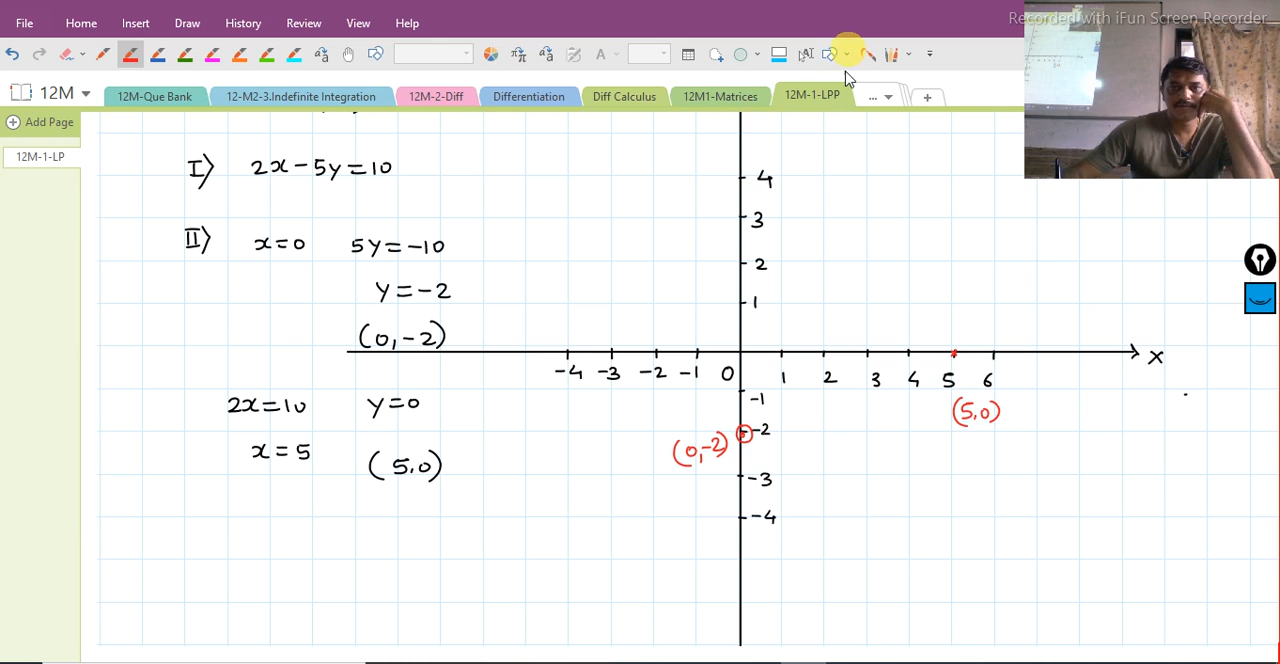 File Home Insert Draw History Review View Help
Recorded with iFun Screen Recorder
12M
12M-Que Bank 12-M2-3.Indefinite Integration 12M-2-Diff Differentiation Diff Calculus 12M1-Matrices 12M-1-LPP ...
Add Page
12M-1-LP
I) 2x-5y=10
II) x=0 5y=-10
y=-2
(0,-2)
2x=10 y=0
x=5 (5.0)
4
3
2
1
-4 -3 -2 -1 0 1 2 3 4 5 6 X
-1
(5,0)
(0,-2) -2
-3
-4